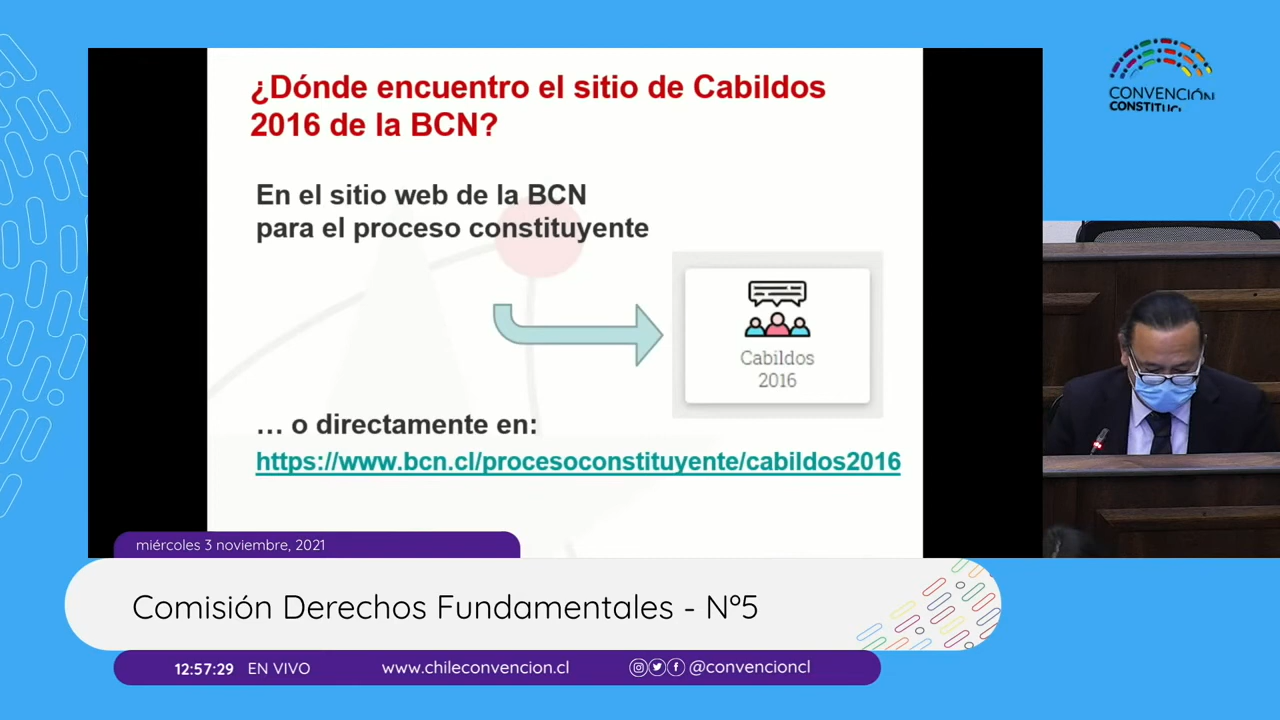 ¿Dónde encuentro el sitio de Cabildos
2016 de la BCN?
En el sitio web de la BCN
para el proceso constituyente
Cabildos
2016
… o directamente en:
https://www.bcn.cl/procesoconstituyente/cabildos2016
CONVENCIÓN
miércoles 3 noviembre, 2021
Comisión Derechos Fundamentales - Nº5
12:57:29 EN VIVO www.chileconvencion.cl @convencioncl